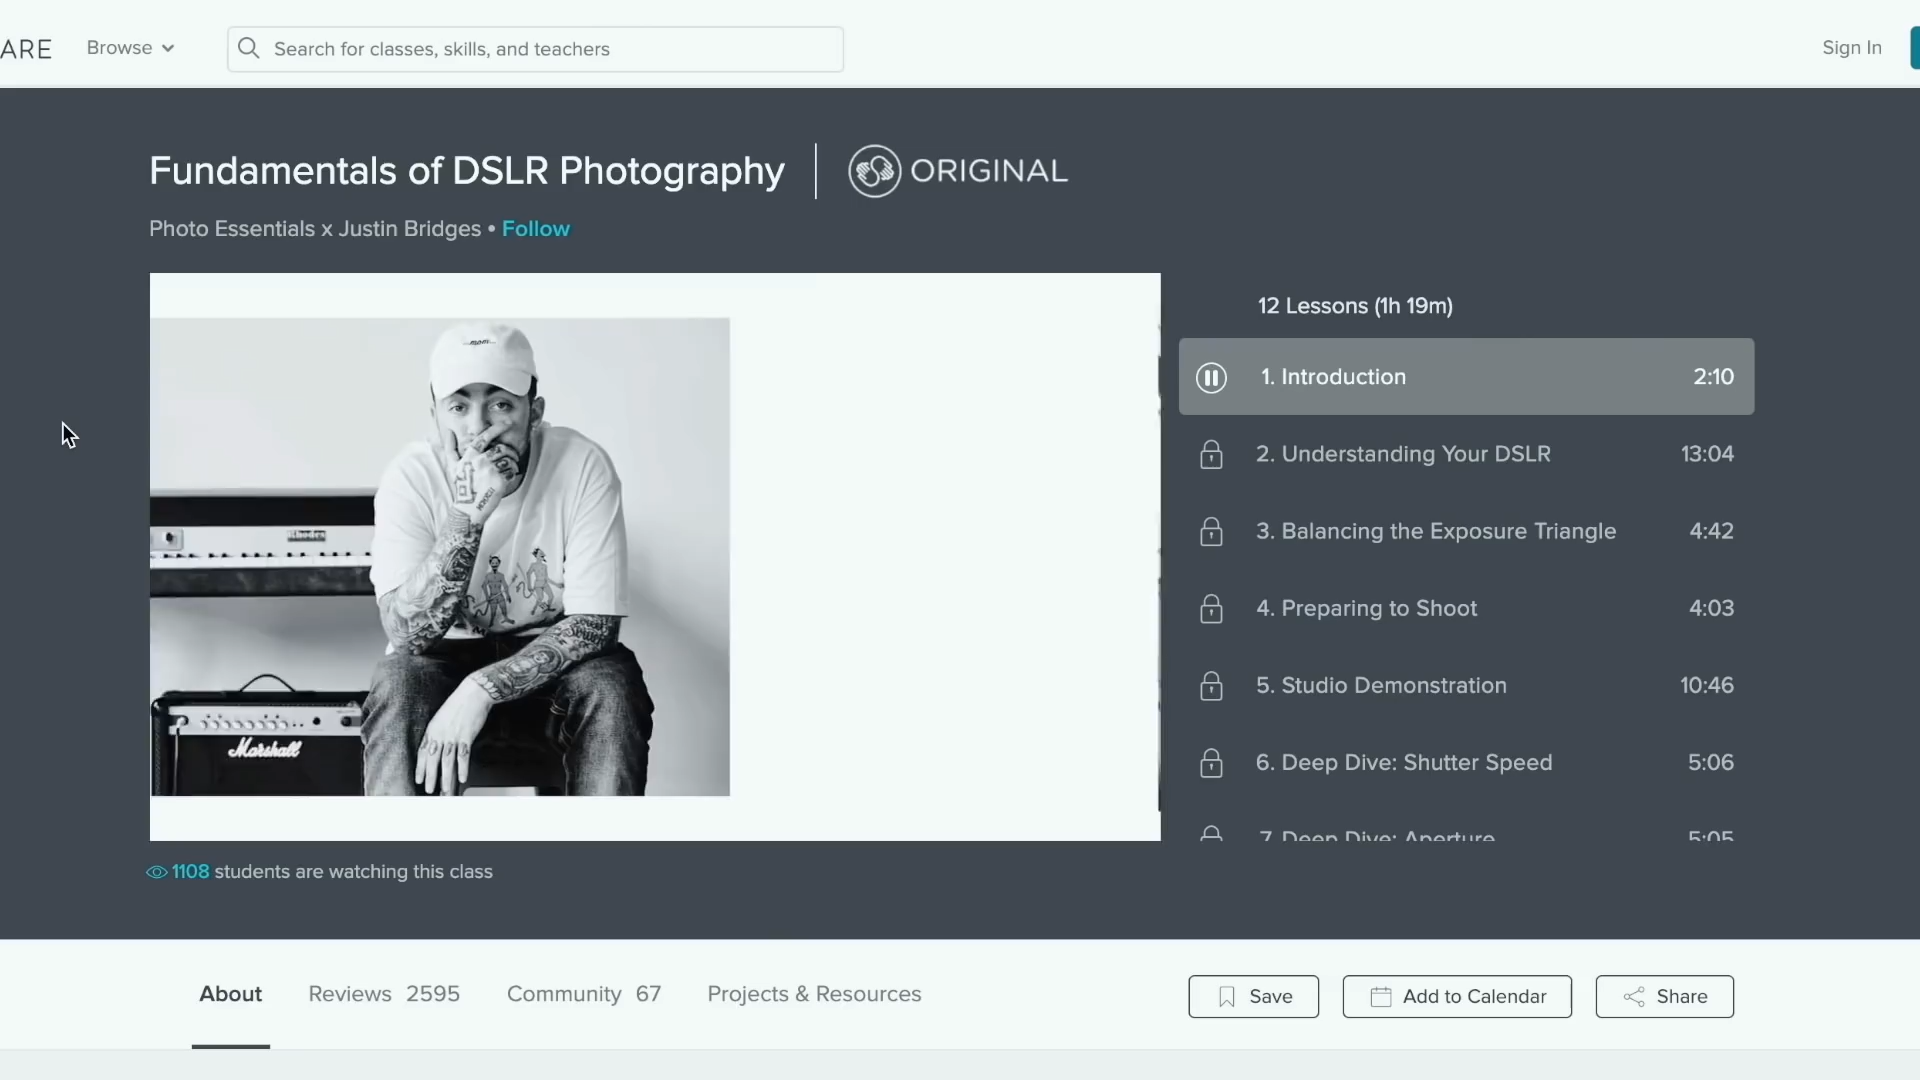 ARE
Browse
Search for classes, skills, and teachers
Sign In
Fundamentals of DSLR Photography
ORIGINAL
Photo Essentials x Justin Bridges • Follow
12 Lessons (1h 19m)
1. Introduction 2:10
2. Understanding Your DSLR 13:04
3. Balancing the Exposure Triangle 4:42
4. Preparing to Shoot 4:03
5. Studio Demonstration 10:46
6. Deep Dive: Shutter Speed 5:06
7. Deep Dive: Aperture 5:05
mom
Rhodes
Marshall
1108 students are watching this class
About
Reviews 2595
Community 67
Projects & Resources
Save
Add to Calendar
Share